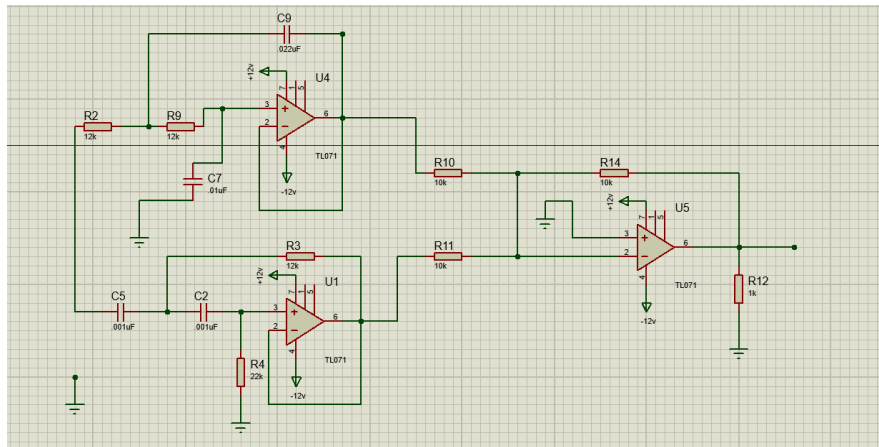 C9
.022uF
+12v
U4
7
1
5
R2
12k
R9
12k
3
2
6
4
TL071
C7
.01uF
-12v
R10
10k
R14
10k
+12v
U5
7
1
5
3
2
6
4
TL071
-12v
R3
12k
R11
10k
R12
1k
+12v
U1
7
1
5
C5
.001uF
C2
.001uF
3
2
6
4
TL071
R4
22k
-12v